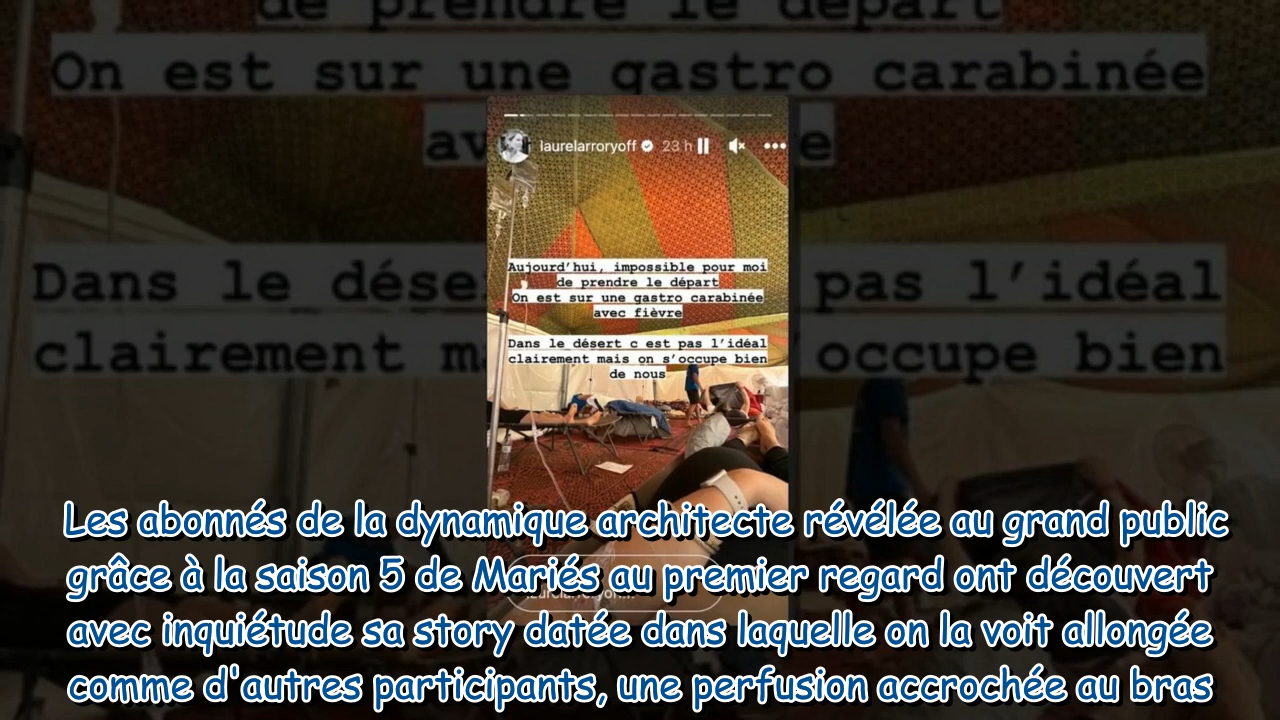 de prendre le départ
On est sur une gastro carabinée
av
re
Dans le dése
pas l’idéal
clairement m
occupe bien
laurelarroryoff 23 h
Aujourd’hui, impossible pour moi
de prendre le départ
On est sur une gastro carabinée
avec fièvre
Dans le désert c est pas l’idéal
clairement mais on s’occupe bien
de nous
Les abonnés de la dynamique architecte révélée au grand public
grâce à la saison 5 de Mariés au premier regard ont découvert
avec inquiétude sa story datée dans laquelle on la voit allongée
comme d'autres participants, une perfusion accrochée au bras